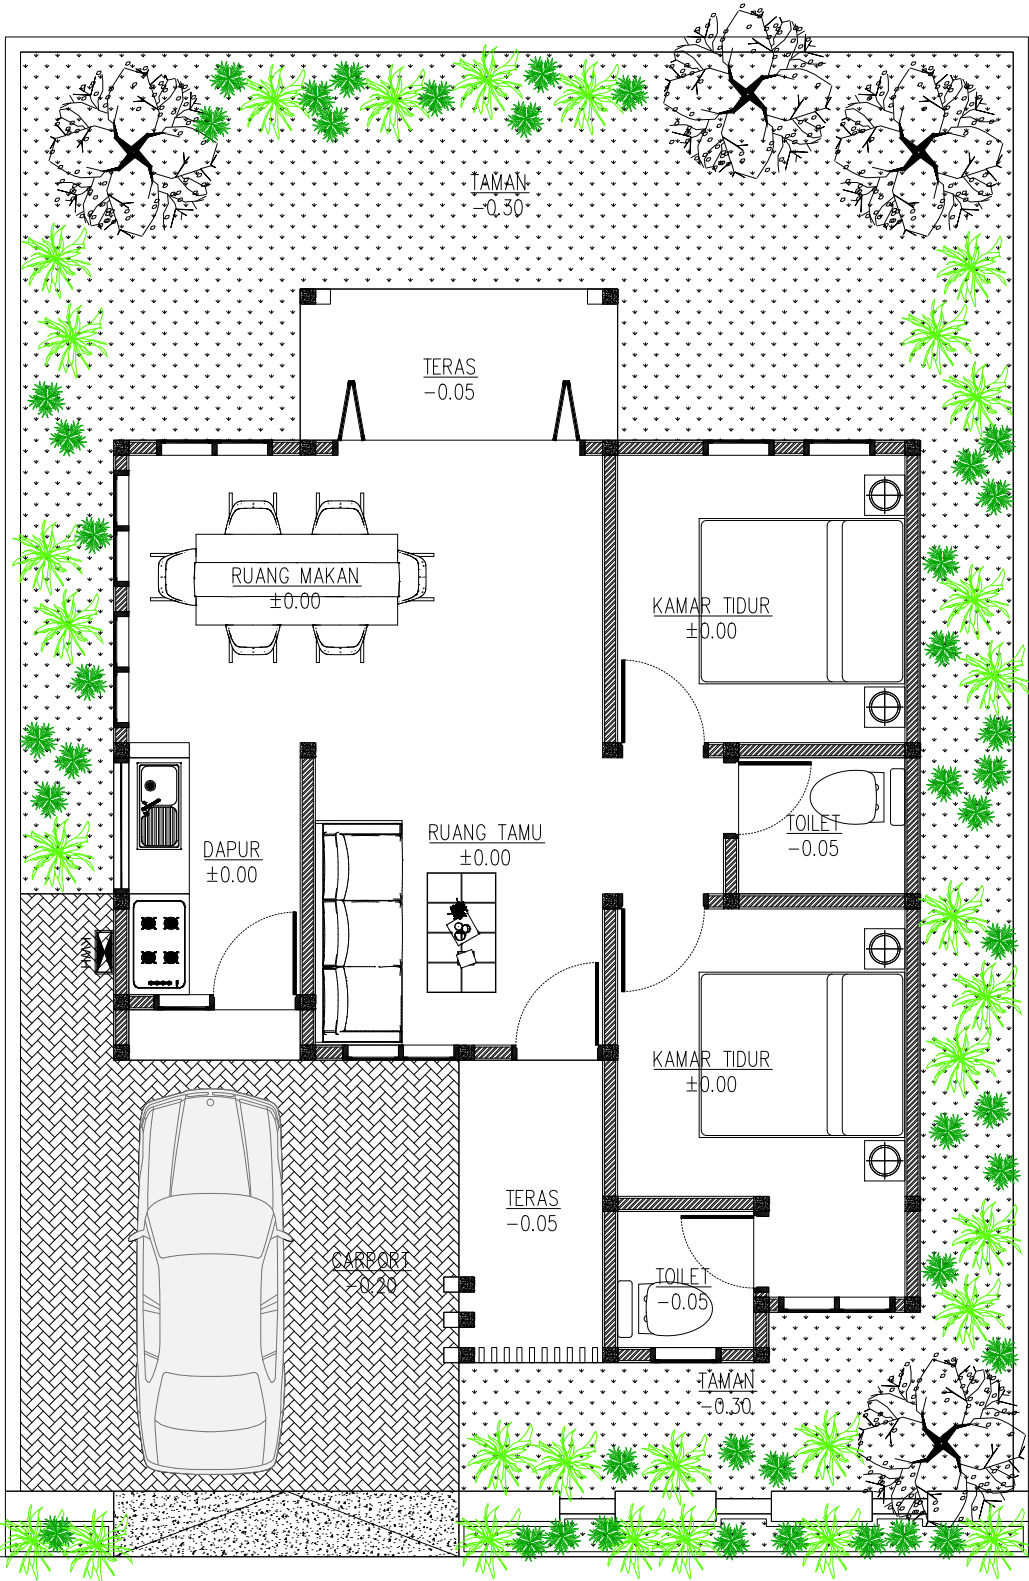 TAMAN
-0.30
TERAS
-0.05
RUANG MAKAN
±0.00
KAMAR TIDUR
±0.00
RUANG TAMU
±0.00
TOILET
-0.05
DAPUR
±0.00
KWH
KAMAR TIDUR
±0.00
TERAS
-0.05
CARPORT
-0.20
TOILET
-0.05
TAMAN
-0.30